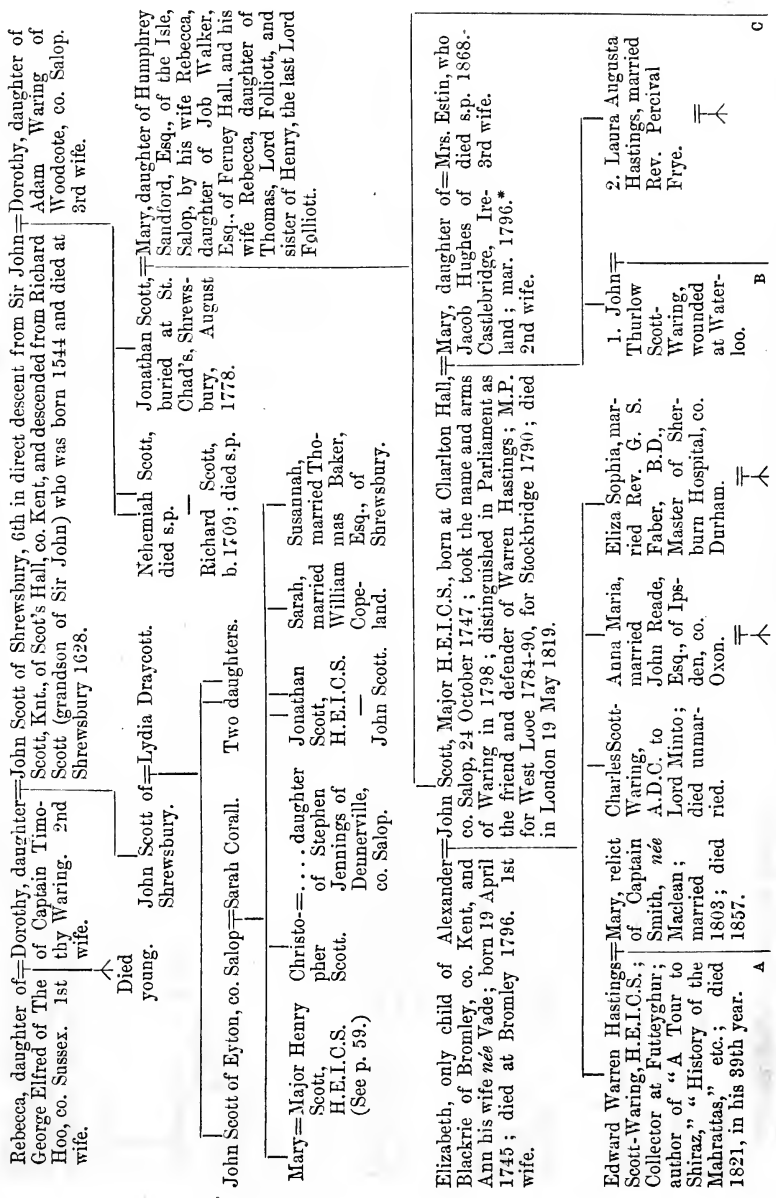 Rebecca, daughter of=Dorothy, daughter=John Scott of Shrewsbury, 6th in direct descent from Sir John=Dorothy, daughter of
George Elfred of The
Hoo, co. Sussex. 1st
wife.
of Captain Timo-
thy Waring. 2nd
wife.
Scott, Knt., of Scot's Hall, co. Kent, and descended from Richard
Scott (grandson of Sir John) who was born 1544 and died at
Shrewsbury 1628.
Adam Waring of
Woodcote, co. Salop.
3rd wife.
Died
young.
John Scott of=Lydia Draycott.
Shrewsbury.
Nehemiah Scott,
died s.p.
Richard Scott,
b. 1709; died s.p.
Jonathan Scott,=Mary, daughter of Humphrey
buried at St.
Chad's, Shrews-
bury, August
1778.
Sandford, Esq., of the Isle,
Salop, by his wife Rebecca,
daughter of Job Walker,
Esq., of Ferney Hall, and his
wife Rebecca, daughter of
Thomas, Lord Folliott, and
sister of Henry, the last Lord
Folliott.
John Scott of Eyton, co. Salop=Sarah Corall.
Two daughters.
Mary=Major Henry
Scott,
H.E.I.C.S.
(See p. 59.)
Christo-=....daughter
pher
Scott.
of Stephen
Jennings of
Dennerville,
co. Salop.
Jonathan
Scott,
H.E.I.C.S.
John Scott.
Sarah,
married
William
Cope-
land.
Susannah,
married Tho-
mas Baker,
Esq., of
Shrewsbury.
Elizabeth, only child of Alexander=John Scott, Major H.E.I.C.S., born at Charlton Hall,=Mary, daughter of=Mrs. Estin, who
Blackrie of Bromley, co. Kent, and
Ann his wife née Vade; born 19 April
1745; died at Bromley 1796. 1st
wife.
co. Salop, 24 October 1747; took the name and arms
of Waring in 1798; distinguished in Parliament as
the friend and defender of Warren Hastings; M.P.
for West Looe 1784-90, for Stockbridge 1790; died
in London 19 May 1819.
Jacob Hughes of
Castlebridge, Ire-
land; mar. 1796.*
2nd wife.
died s.p. 1868.
3rd wife.
Edward Warren Hastings=Mary, relict
Scott-Waring, H.E.I.C.S.;
Collector at Futteyghur;
author of "A Tour to
Shiraz," "History of the
Mahrattas," etc.; died
1821, in his 39th year.
of Captain
Smith, née
Maclean;
married
1803; died
1857.
A
Charles Scott-
Waring,
A.D.C. to
Lord Minto;
died unmar-
ried.
Anna Maria,
married
John Reade,
Esq., of Ips-
den, co.
Oxon.
Eliza Sophia, mar-
ried Rev. G. S.
Faber, B.D.,
Master of Sher-
burn Hospital, co.
Durham.
1. John=
Thurlow
Scott-
Waring,
wounded
at Water-
loo.
B
2. Laura Augusta
Hastings, married
Rev. Percival
Frye.
C